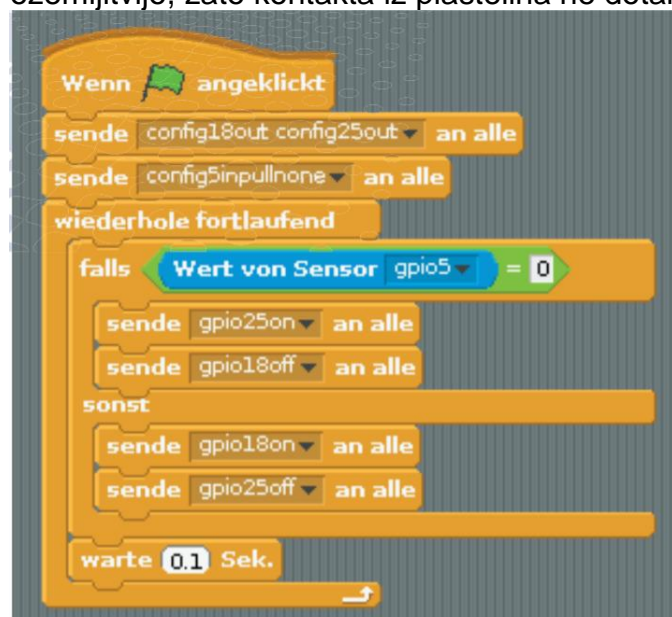 Wenn angeklickt
sende config18out config25out an alle
sende config5inpullnone an alle
wiederhole fortlaufend
falls Wert von Sensor gpio5 = 0
sende gpio25on an alle
sende gpio18off an alle
sonst
sende gpio18on an alle
sende gpio25off an alle
warte 0.1 Sek.